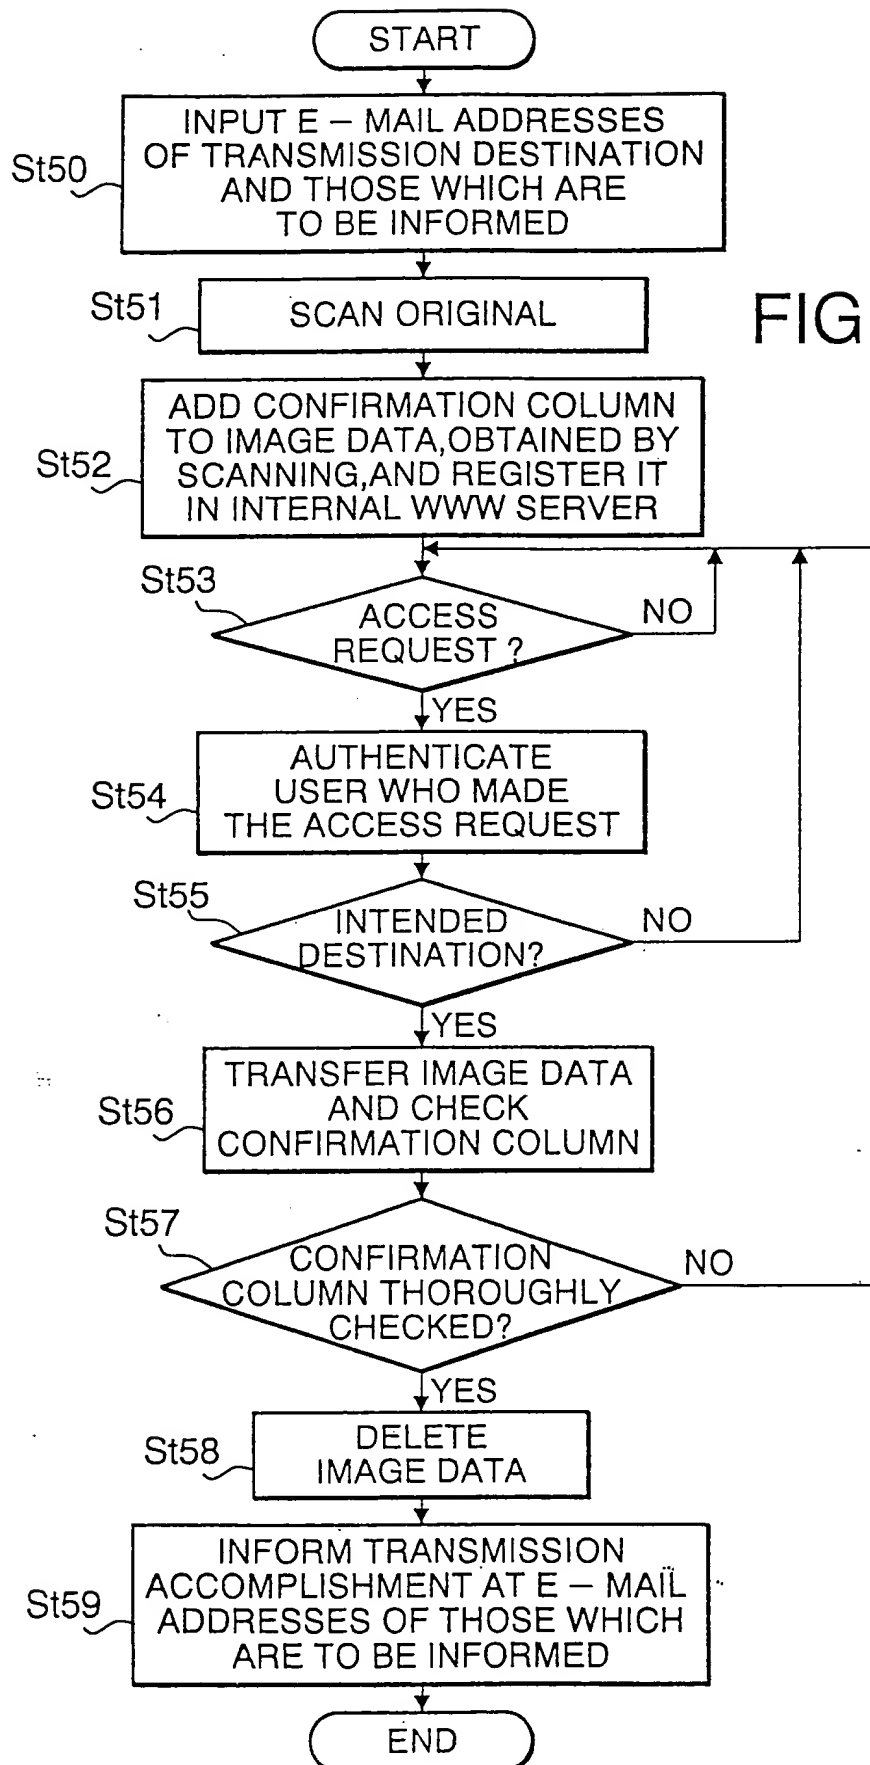 START
INPUT E – MAIL ADDRESSES
OF TRANSMISSION DESTINATION
AND THOSE WHICH ARE
TO BE INFORMED
St50
St51
SCAN ORIGINAL
FIG
ADD CONFIRMATION COLUMN
TO IMAGE DATA,OBTAINED BY
SCANNING,AND REGISTER IT
IN INTERNAL WWW SERVER
St52
St53
ACCESS
REQUEST ?
NO
YES
AUTHENTICATE
USER WHO MADE
THE ACCESS REQUEST
St54
St55
INTENDED
DESTINATION?
NO
YES
TRANSFER IMAGE DATA
AND CHECK
CONFIRMATION COLUMN
St56
St57
CONFIRMATION
COLUMN THOROUGHLY
CHECKED?
NO
YES
DELETE
IMAGE DATA
St58
INFORM TRANSMISSION
ACCOMPLISHMENT AT E – MAIL
ADDRESSES OF THOSE WHICH
ARE TO BE INFORMED
St59
END